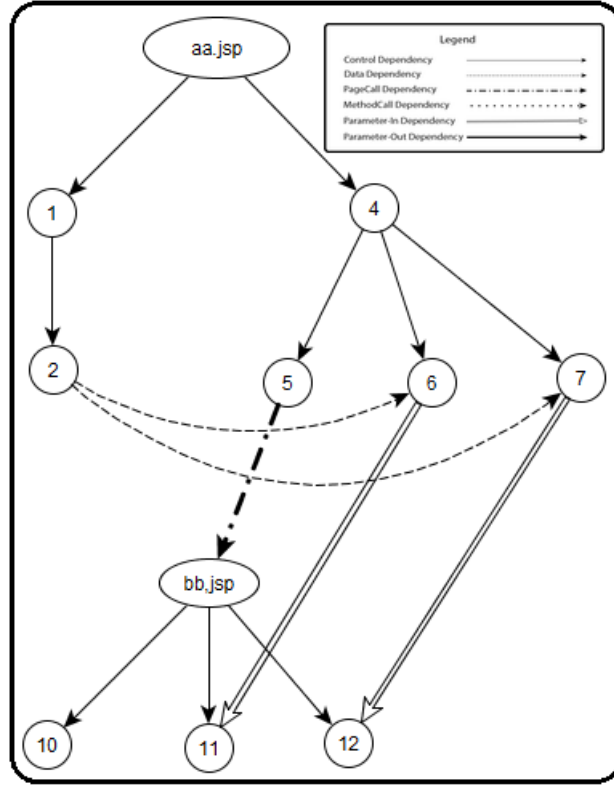 aa.jsp
Legend
Control Dependency
Data Dependency
PageCall Dependency
MethodCall Dependency
Parameter-In Dependency
Parameter-Out Dependency
1
4
2
5
6
7
bb,jsp
10
11
12